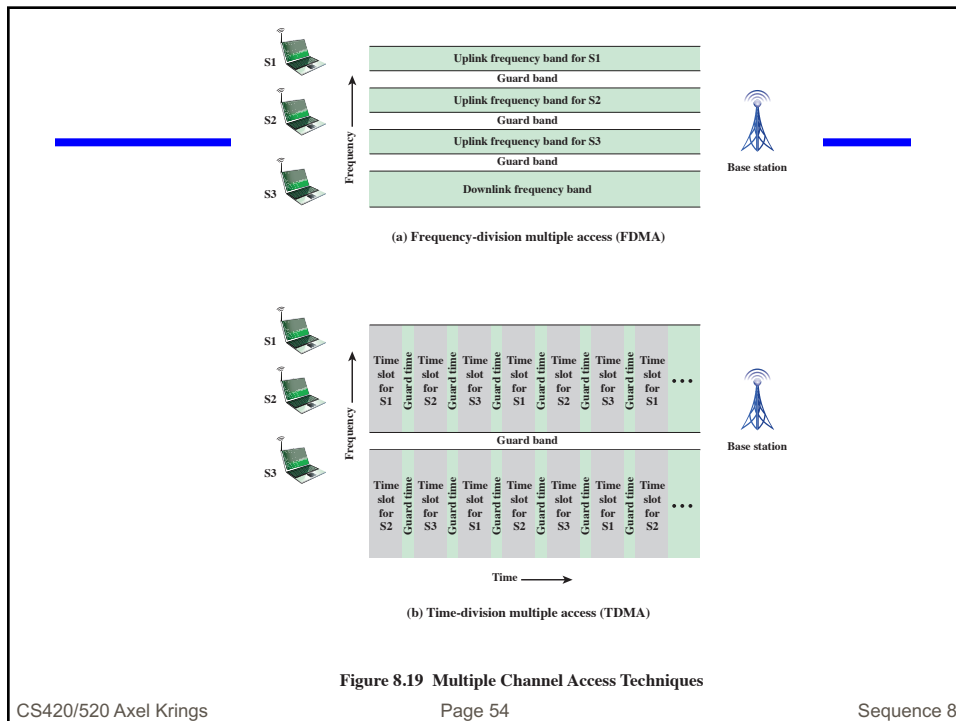 S1
Uplink frequency band for S1
Guard band
S2
Uplink frequency band for S2
Guard band
Uplink frequency band for S3
Guard band
S3
Downlink frequency band
Frequency
Base station
(a) Frequency-division multiple access (FDMA)
S1
S2
S3
Frequency
Time slot for S1
Guard time
Time slot for S2
Guard time
Time slot for S3
Guard time
Time slot for S1
Guard time
Time slot for S2
Guard time
Time slot for S3
Guard time
Time slot for S1
•••
Guard band
Base station
Time slot for S2
Guard time
Time slot for S3
Guard time
Time slot for S1
Guard time
Time slot for S2
Guard time
Time slot for S3
Guard time
Time slot for S1
Guard time
Time slot for S2
•••
Time
(b) Time-division multiple access (TDMA)
Figure 8.19 Multiple Channel Access Techniques
CS420/520 Axel Krings
Page 54
Sequence 8